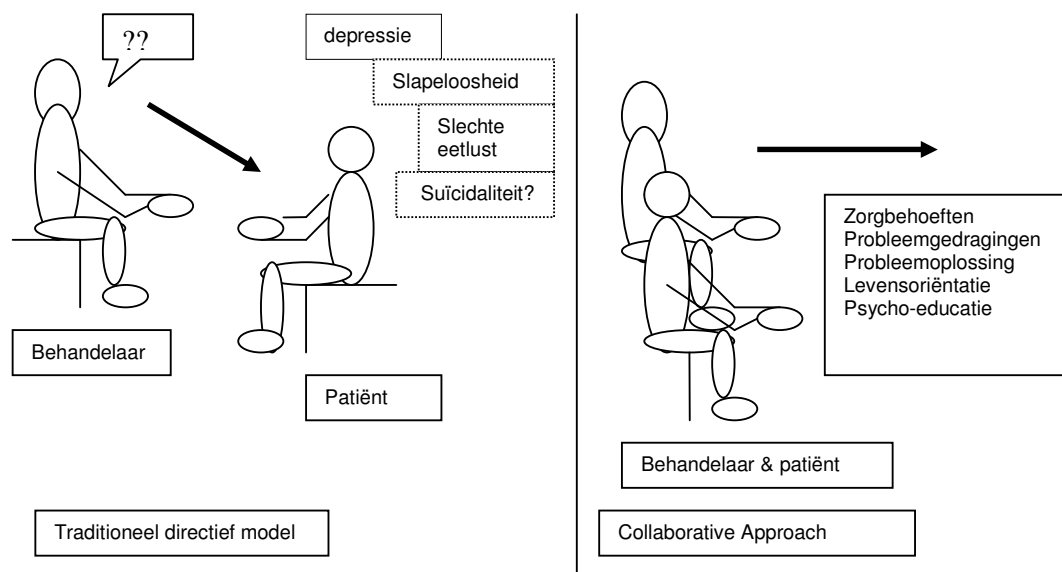 ??
depressie
Slapeloosheid
Slechte
eetlust
Suïcidaliteit?
Behandelaar
Patiënt
Traditioneel directief model
Zorgbehoeften
Probleemgedragingen
Probleemoplossing
Levensoriëntatie
Psycho-educatie
Behandelaar & patiënt
Collaborative Approach